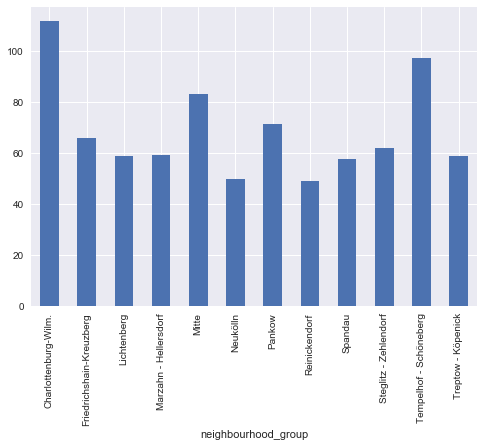 100
80
60
40
20
0
Charlottenburg-Wilm.
Friedrichshain-Kreuzberg
Lichtenberg
Marzahn - Hellersdorf
Mitte
Neukölln
Pankow
Reinickendorf
Spandau
Steglitz - Zehlendorf
Tempelhof - Schöneberg
Treptow - Köpenick
neighbourhood_group